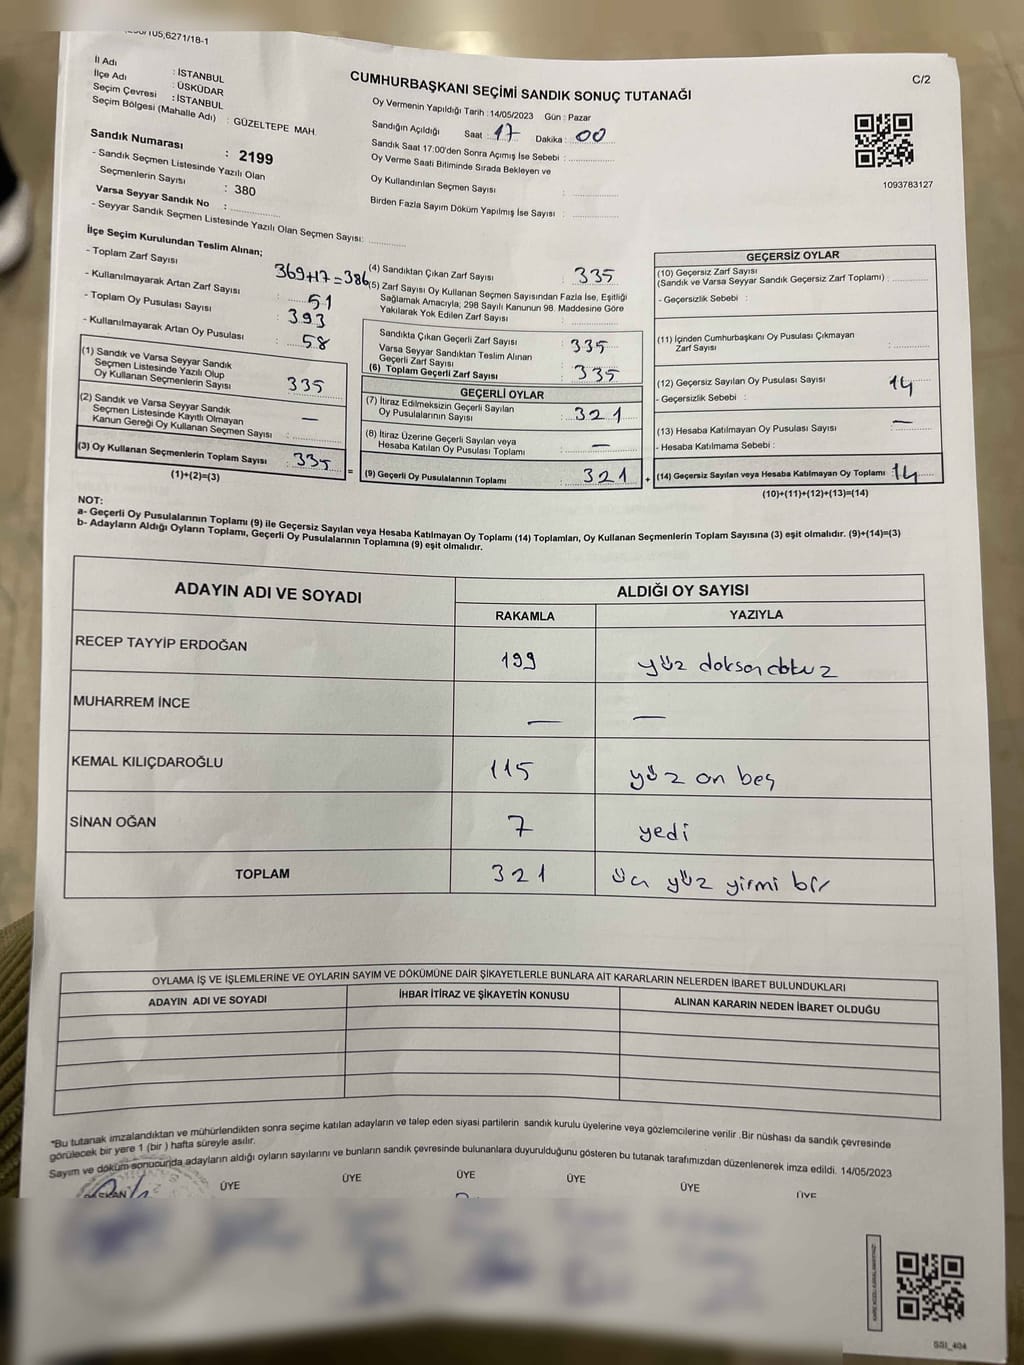 105,6271/18-1
C/2
İl Adı : İSTANBUL
İlçe Adı : ÜSKÜDAR
Seçim Çevresi : İSTANBUL
Seçim Bölgesi (Mahalle Adı) : GÜZELTEPE MAH.
Sandık Numarası : 2199
- Sandık Seçmen Listesinde Yazılı Olan
Seçmenlerin Sayısı : 380
Varsa Seyyar Sandık No :
- Seyyar Sandık Seçmen Listesinde Yazılı Olan Seçmen Sayısı:
CUMHURBAŞKANI SEÇİMİ SANDIK SONUÇ TUTANAĞI
Oy Vermenin Yapıldığı Tarih : 14/05/2023 Gün : Pazar
Sandığın Açıldığı Saat : 17 Dakika : 00
Sandık Saat 17:00'den Sonra Açımış İse Sebebi :
Oy Verme Saati Bitiminde Sırada Bekleyen ve
Oy Kullandırılan Seçmen Sayısı :
Birden Fazla Sayım Döküm Yapılmış İse Sayısı :
1093783127
İlçe Seçim Kurulundan Teslim Alınan;
- Toplam Zarf Sayısı 369+17=386
- Kullanılmayarak Artan Zarf Sayısı : 51
- Toplam Oy Pusulası Sayısı : 393
- Kullanılmayarak Artan Oy Pusulası : 58
(1) Sandık ve Varsa Seyyar Sandık
Seçmen Listesinde Yazılı Olup
Oy Kullanan Seçmenlerin Sayısı : 335
(2) Sandık ve Varsa Seyyar Sandık
Seçmen Listesinde Kayıtlı Olmayan
Kanun Gereği Oy Kullanan Seçmen Sayısı : —
(3) Oy Kullanan Seçmenlerin Toplam Sayısı : 335
(1)+(2)=(3)
=
(4) Sandıktan Çıkan Zarf Sayısı : 335
(5) Zarf Sayısı Oy Kullanan Seçmen Sayısından Fazla İse, Eşitliği
Sağlamak Amacıyla; 298 Sayılı Kanunun 98. Maddesine Göre
Yakılarak Yok Edilen Zarf Sayısı :
Sandıkta Çıkan Geçerli Zarf Sayısı : 335
Varsa Seyyar Sandıktan Teslim Alınan
Geçerli Zarf Sayısı :
(6) Toplam Geçerli Zarf Sayısı : 335
GEÇERLİ OYLAR
(7) İtiraz Edilmeksizin Geçerli Sayılan
Oy Pusulalarının Sayısı : 321
(8) İtiraz Üzerine Geçerli Sayılan veya
Hesaba Katılan Oy Pusulası Toplamı : —
(9) Geçerli Oy Pusulalarının Toplamı : 321
+
GEÇERSİZ OYLAR
(10) Geçersiz Zarf Sayısı
(Sandık ve Varsa Seyyar Sandık Geçersiz Zarf Toplamı) :
- Geçersizlik Sebebi :
(11) İçinden Cumhurbaşkanı Oy Pusulası Çıkmayan
Zarf Sayısı :
(12) Geçersiz Sayılan Oy Pusulası Sayısı : 14
- Geçersizlik Sebebi :
(13) Hesaba Katılmayan Oy Pusulası Sayısı : —
- Hesaba Katılmama Sebebi :
(14) Geçersiz Sayılan veya Hesaba Katılmayan Oy Toplamı : 14
(10)+(11)+(12)+(13)=(14)
NOT:
a- Geçerli Oy Pusulalarının Toplamı (9) ile Geçersiz Sayılan veya Hesaba Katılmayan Oy Toplamı (14) Toplamları, Oy Kullanan Seçmenlerin Toplam Sayısına (3) eşit olmalıdır. (9)+(14)=(3)
b- Adayların Aldığı Oyların Toplamı, Geçerli Oy Pusulalarının Toplamına (9) eşit olmalıdır.
ADAYIN ADI VE SOYADI ALDIĞI OY SAYISI
RAKAMLA YAZIYLA
RECEP TAYYİP ERDOĞAN 199 yüz doksan dokuz
MUHARREM İNCE — —
KEMAL KILIÇDAROĞLU 115 yüz on beş
SİNAN OĞAN 7 yedi
TOPLAM 321 üç yüz yirmi bir
OYLAMA İŞ VE İŞLEMLERİNE VE OYLARIN SAYIM VE DÖKÜMÜNE DAİR ŞİKAYETLERLE BUNLARA AİT KARARLARIN NELERDEN İBARET BULUNDUKLARI
ADAYIN ADI VE SOYADI İHBAR İTİRAZ VE ŞİKAYETİN KONUSU ALINAN KARARIN NEDEN İBARET OLDUĞU
"Bu tutanak imzalandıktan ve mühürlendikten sonra seçime katılan adayların ve talep eden siyasi partilerin sandık kurulu üyelerine veya gözlemcilerine verilir .Bir nüshası da sandık çevresinde
görülecek bir yere 1 (bir ) hafta süreyle asılır.
Sayım ve döküm sonucunda adayların aldığı oyların sayılarını ve bunların sandık çevresinde bulunanlara duyurulduğunu gösteren bu tutanak tarafımızdan düzenlenerek imza edildi. 14/05/2023
BAŞKAN ÜYE ÜYE ÜYE ÜYE ÜYE ÜYE
SSI_404